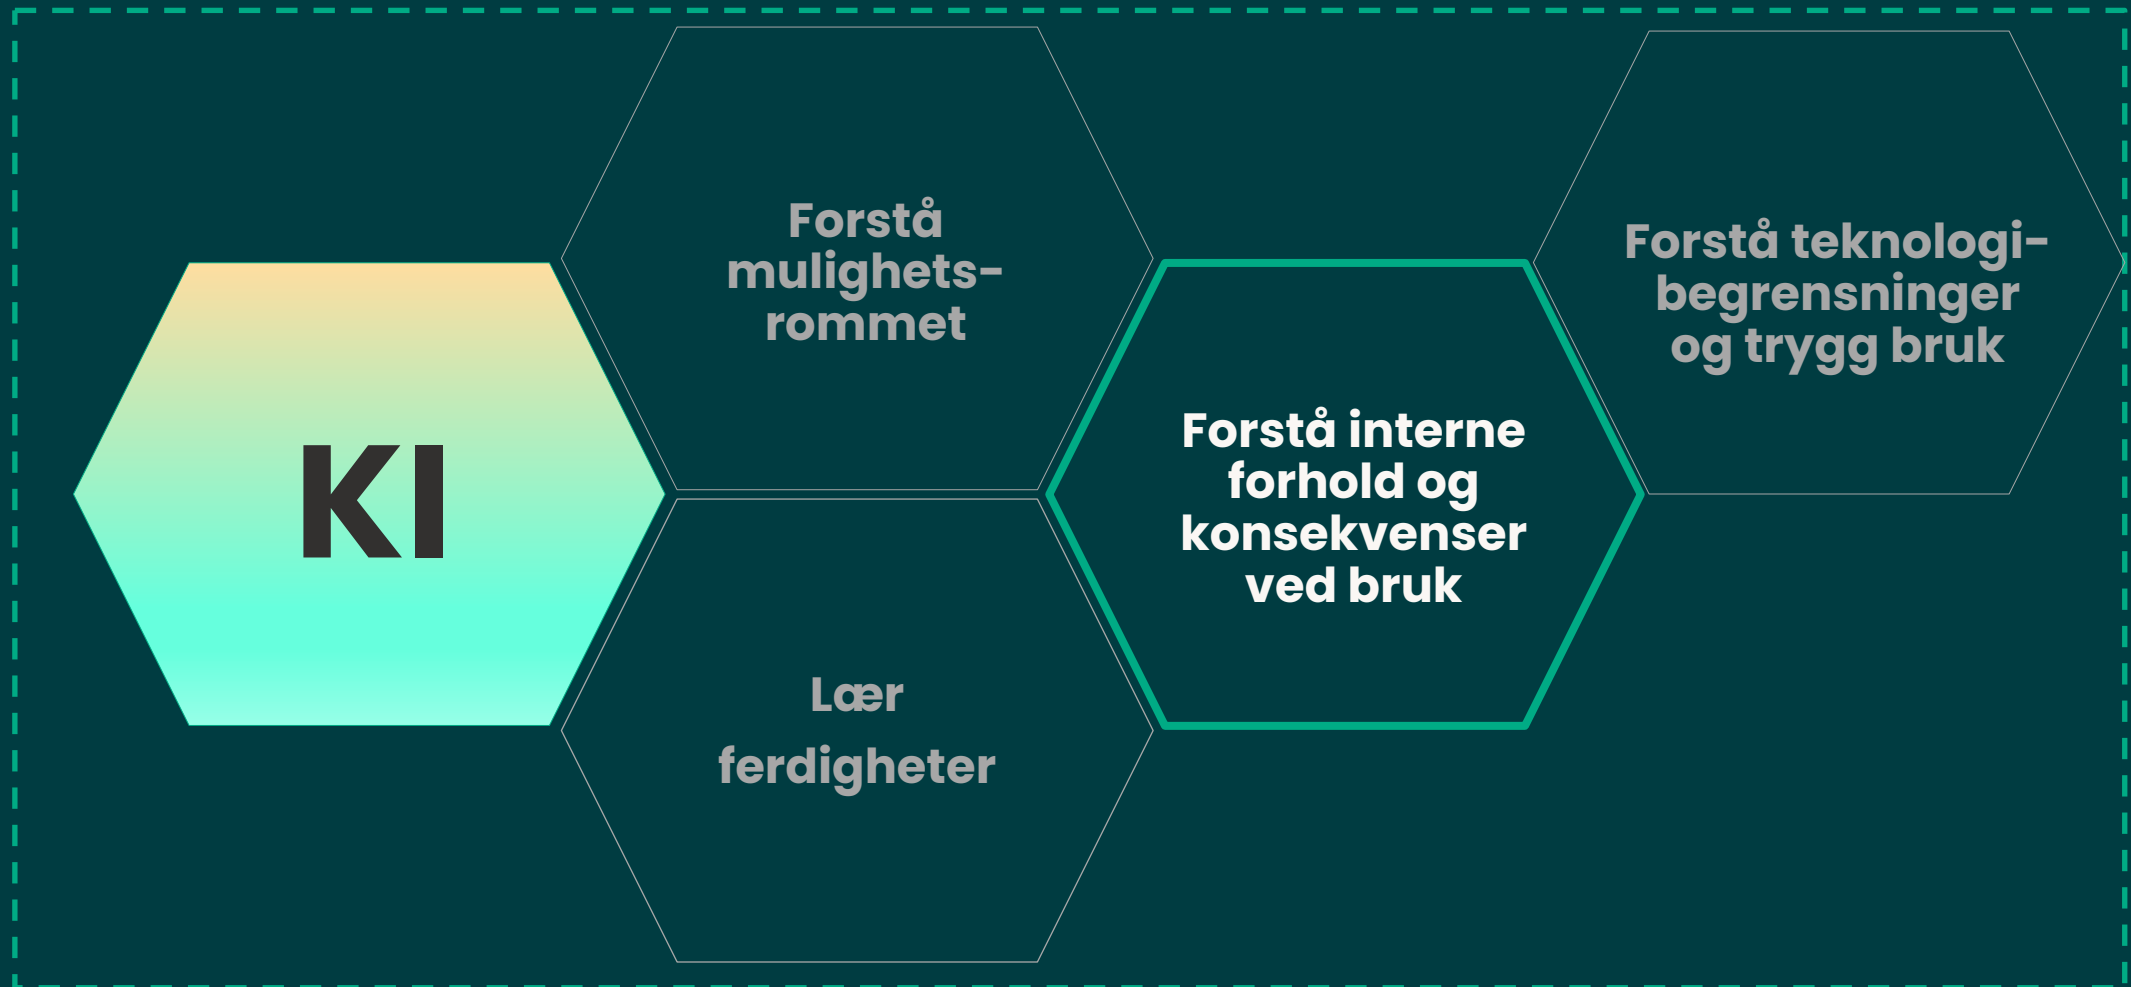 KI
Forstå
mulighets-
rommet
Lær
ferdigheter
Forstå interne
forhold og
konsekvenser
ved bruk
Forstå teknologi-
begrensninger
og trygg bruk